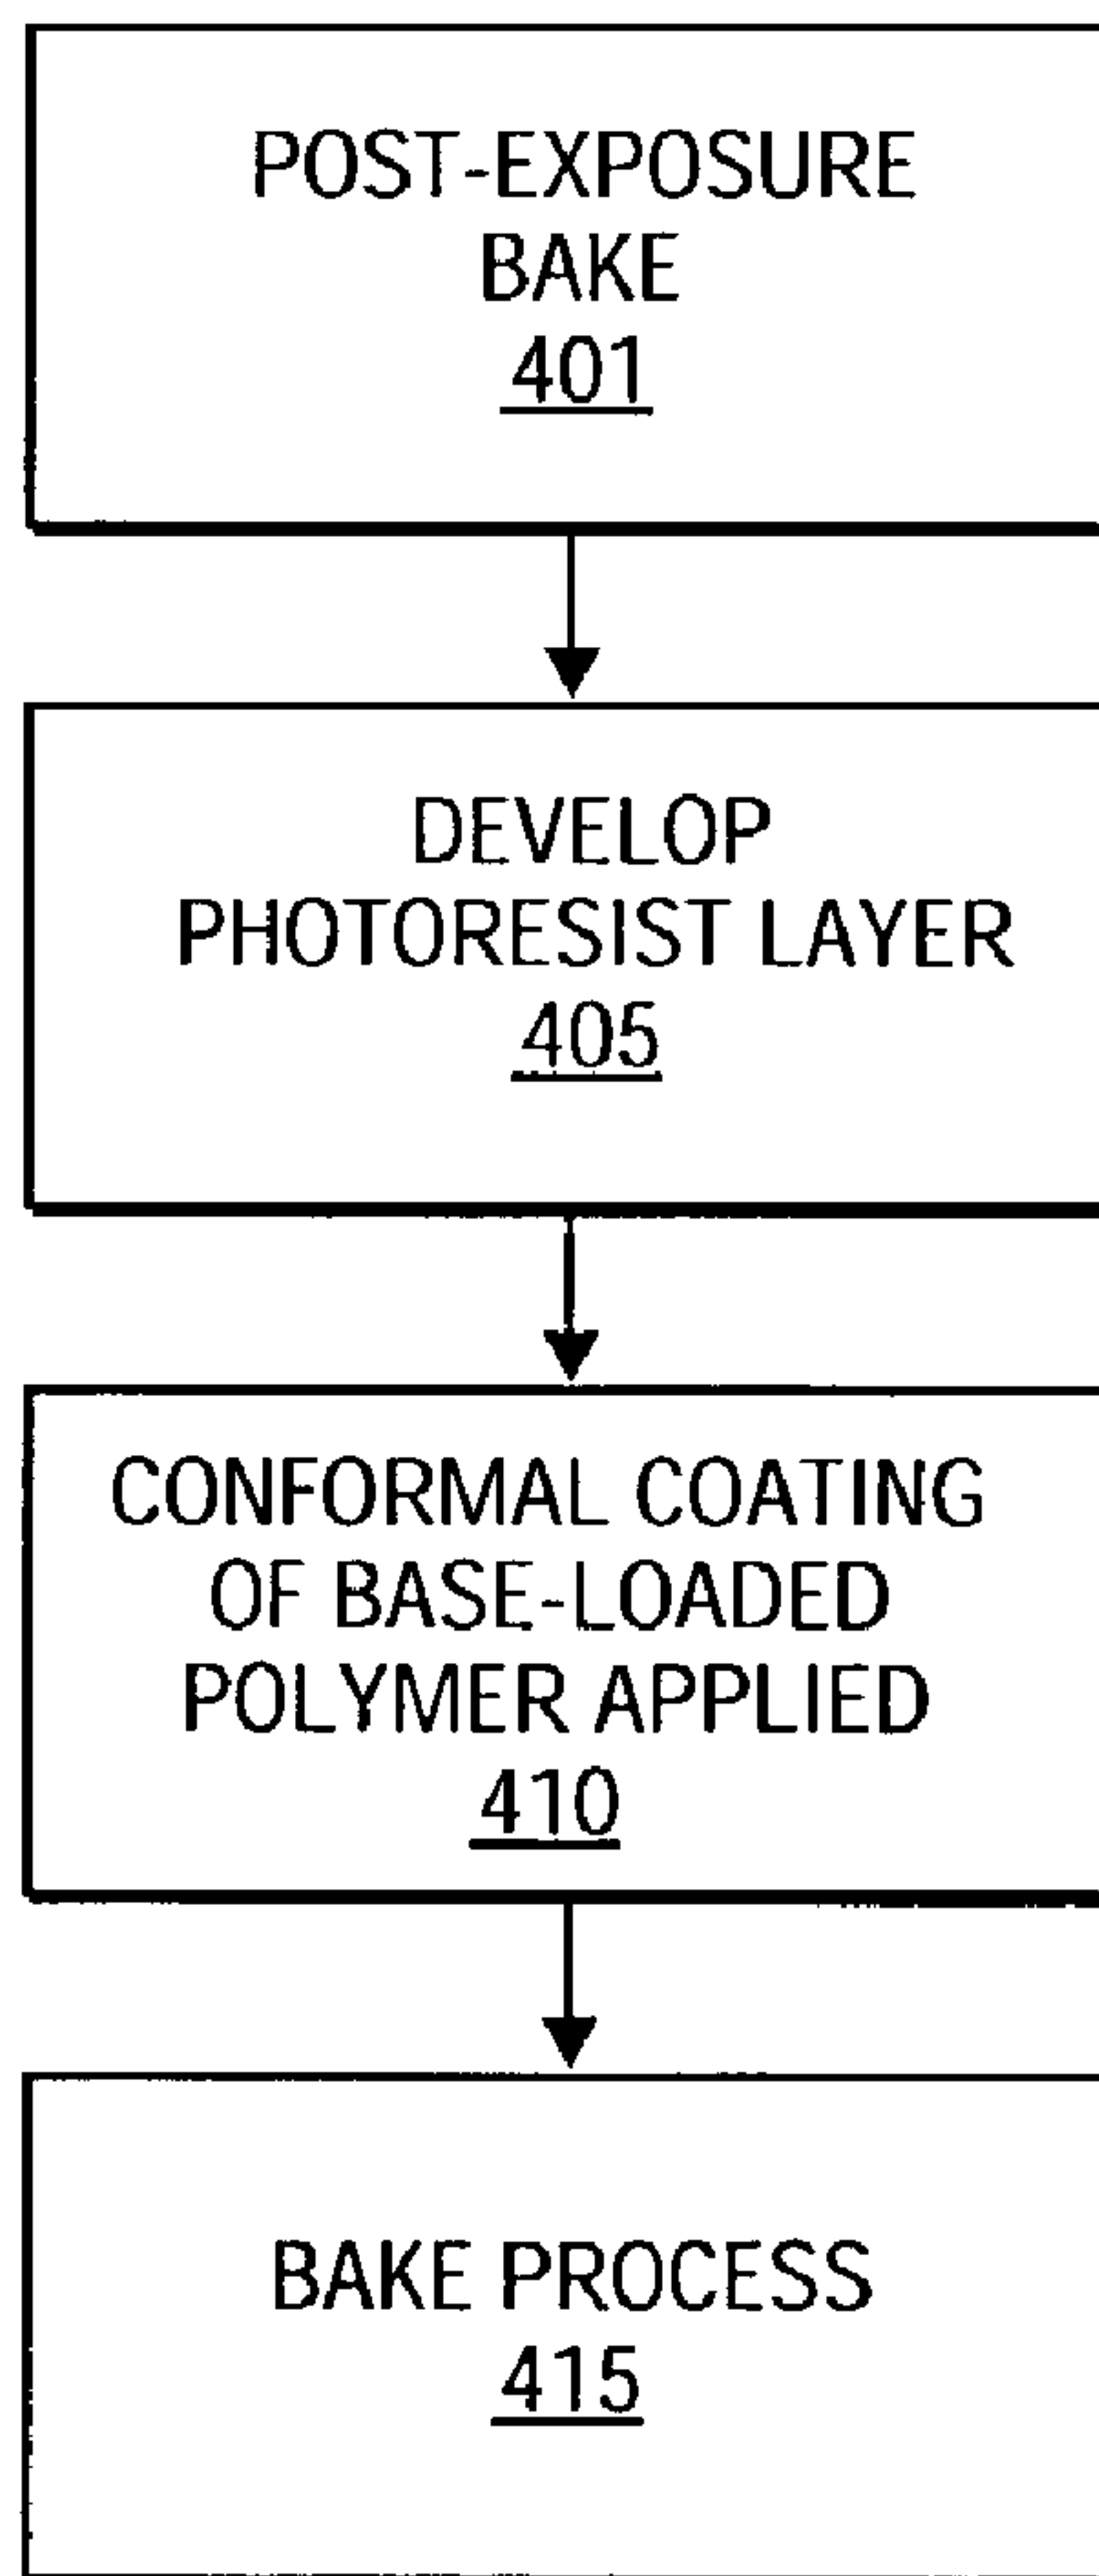 POST-EXPOSURE
BAKE
401
DEVELOP
PHOTORESIST LAYER
405
CONFORMAL COATING
OF BASE-LOADED
POLYMER APPLIED
410
BAKE PROCESS
415